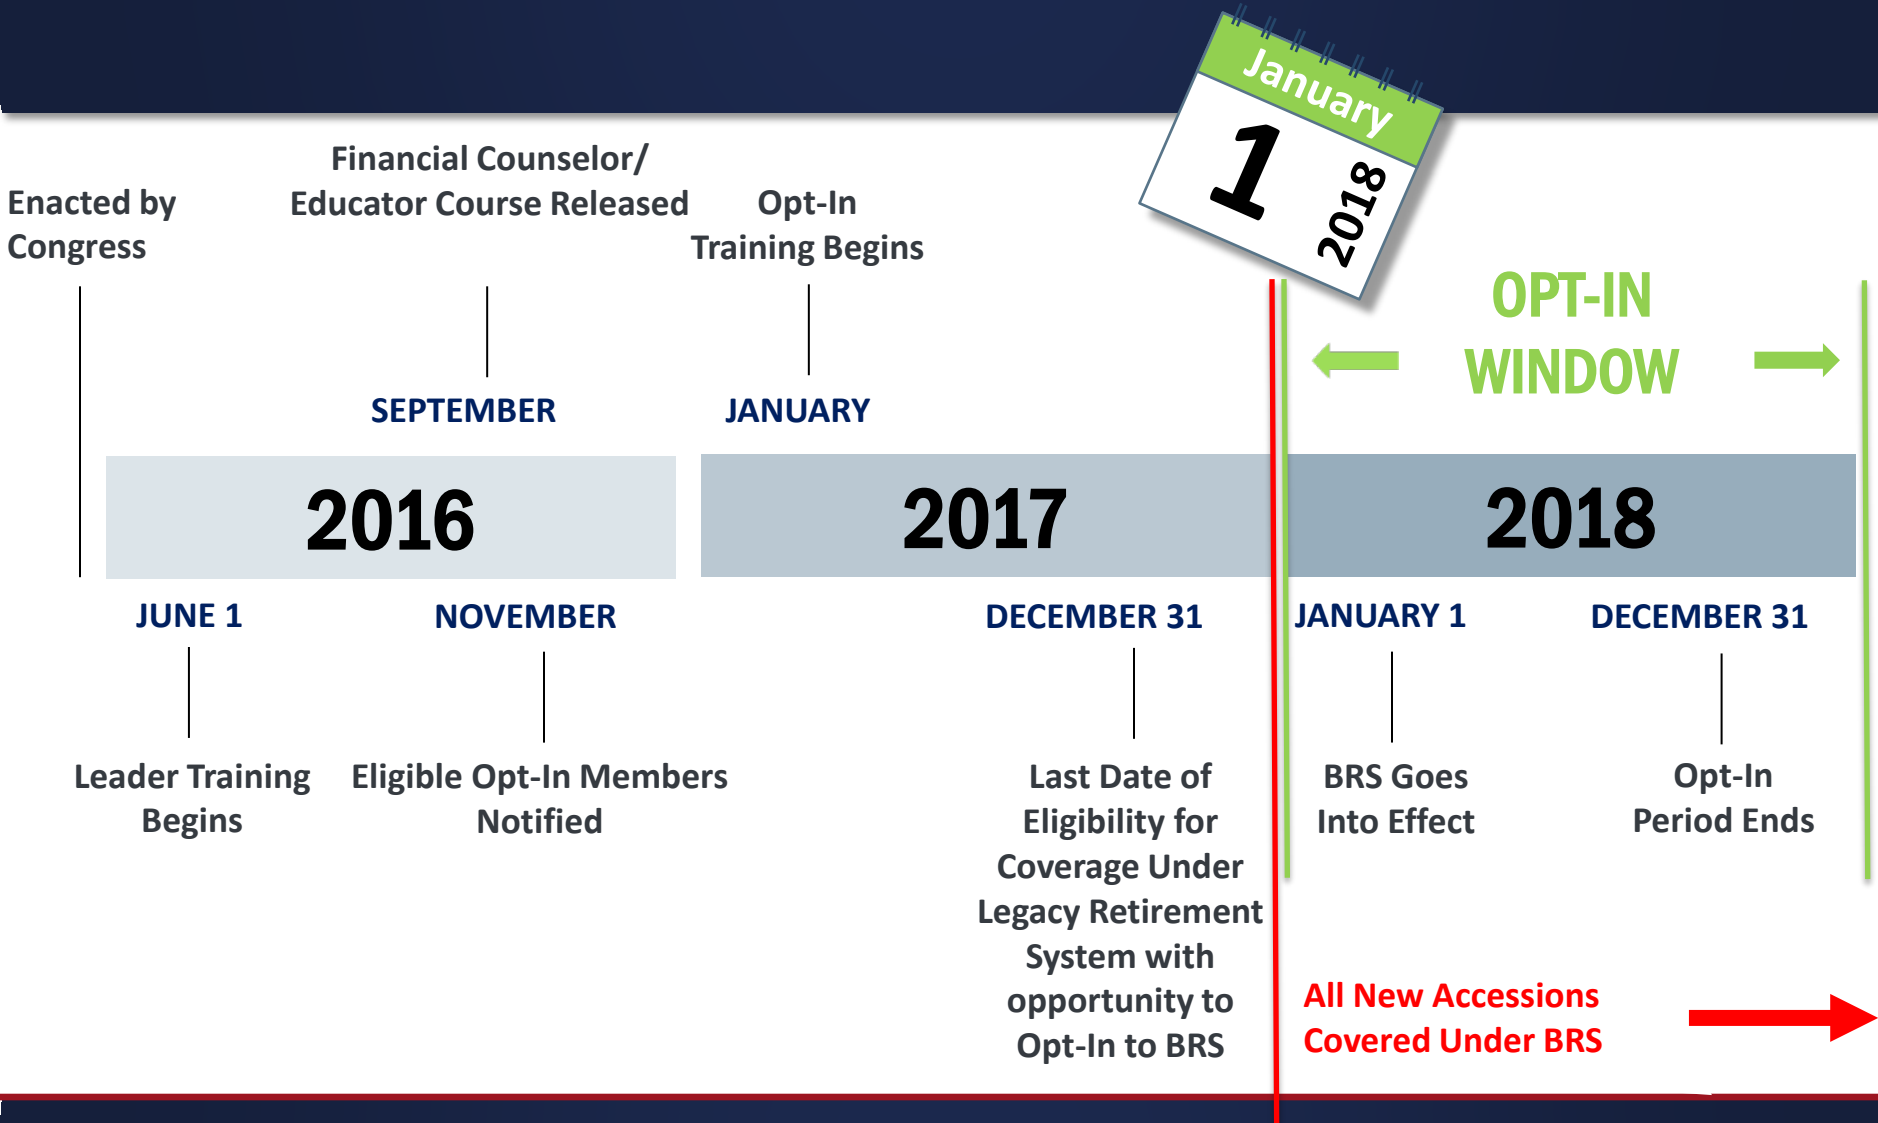 January
1
2018
Enacted by
Congress
Financial Counselor/
Educator Course Released
Opt-In
Training Begins
OPT-IN
WINDOW
SEPTEMBER
JANUARY
2016
2017
2018
JUNE 1
NOVEMBER
DECEMBER 31
JANUARY 1
DECEMBER 31
Leader Training
Begins
Eligible Opt-In Members
Notified
Last Date of
Eligibility for
Coverage Under
Legacy Retirement
System with
opportunity to
Opt-In to BRS
BRS Goes
Into Effect
Opt-In
Period Ends
All New Accessions
Covered Under BRS